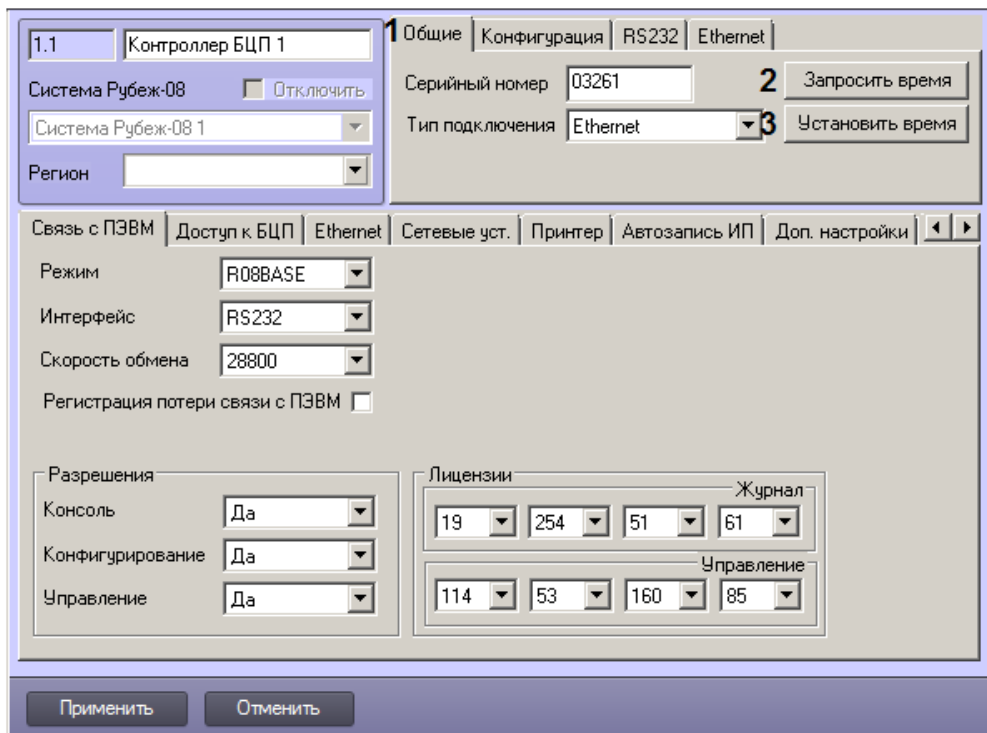 1.1 Контроллер БЦП 1
Система Рубеж-08 Отключить
Система Рубеж-08 1
Регион
1 Общие Конфигурация RS232 Ethernet
Серийный номер 03261 2 Запросить время
Тип подключения Ethernet 3 Установить время
Связь с ПЭВМ Доступ к БЦП Ethernet Сетевые уст. Принтер Автозапись ИП Доп. настройки
Режим R08BASE
Интерфейс RS232
Скорость обмена 28800
Регистрация потери связи с ПЭВМ
Разрешения
Консоль Да
Конфигурирование Да
Управление Да
Лицензии
Журнал
19 254 51 61
Управление
114 53 160 85
Применить Отменить